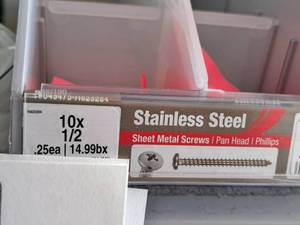 10x
1/2
.25ea | 14.99bx
Stainless Steel
Sheet Metal Screws | Pan Head | Phillips